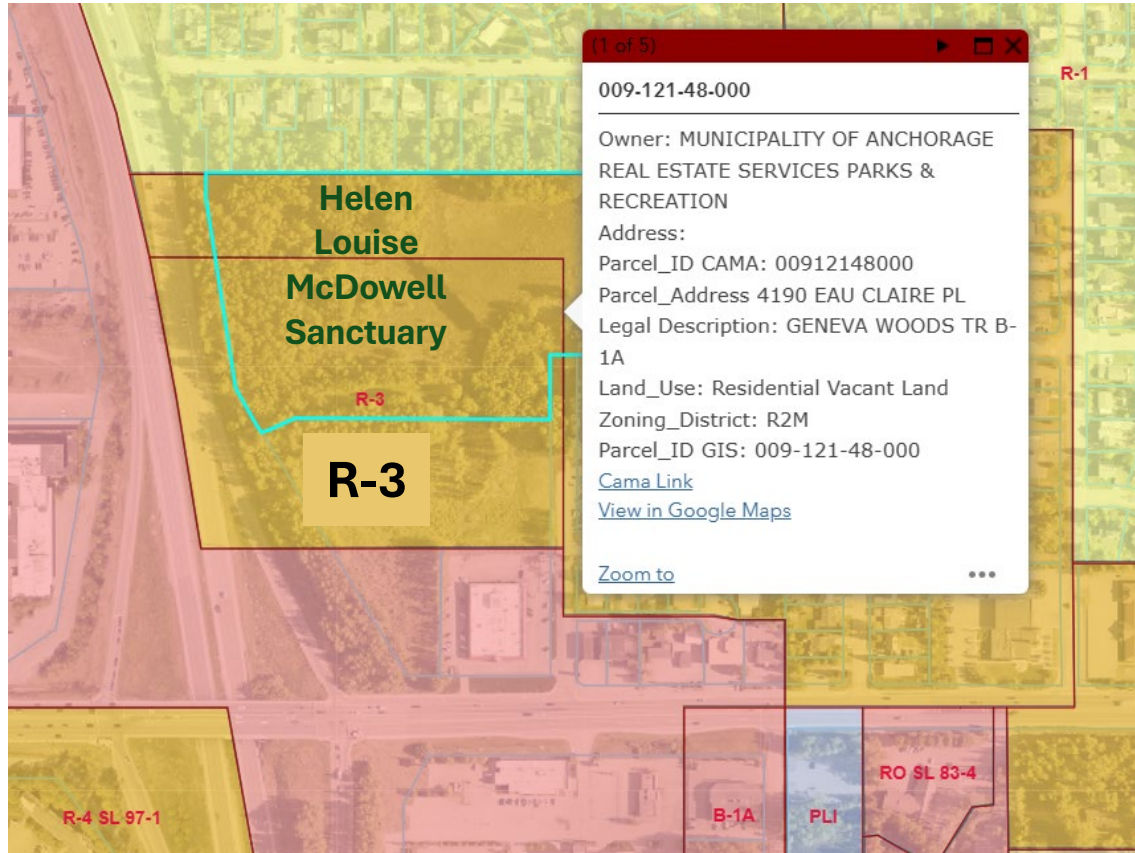 (1 of 5)
009-121-48-000
Owner: MUNICIPALITY OF ANCHORAGE
REAL ESTATE SERVICES PARKS &
RECREATION
Address:
Parcel_ID CAMA: 00912148000
Parcel_Address 4190 EAU CLAIRE PL
Legal Description: GENEVA WOODS TR B-
1A
Land_Use: Residential Vacant Land
Zoning_District: R2M
Parcel_ID GIS: 009-121-48-000
Cama Link
View in Google Maps
Zoom to
R-1
Helen
Louise
McDowell
Sanctuary
R-3
R-3
RO SL 83-4
R-4 SL 97-1
B-1A
PLI